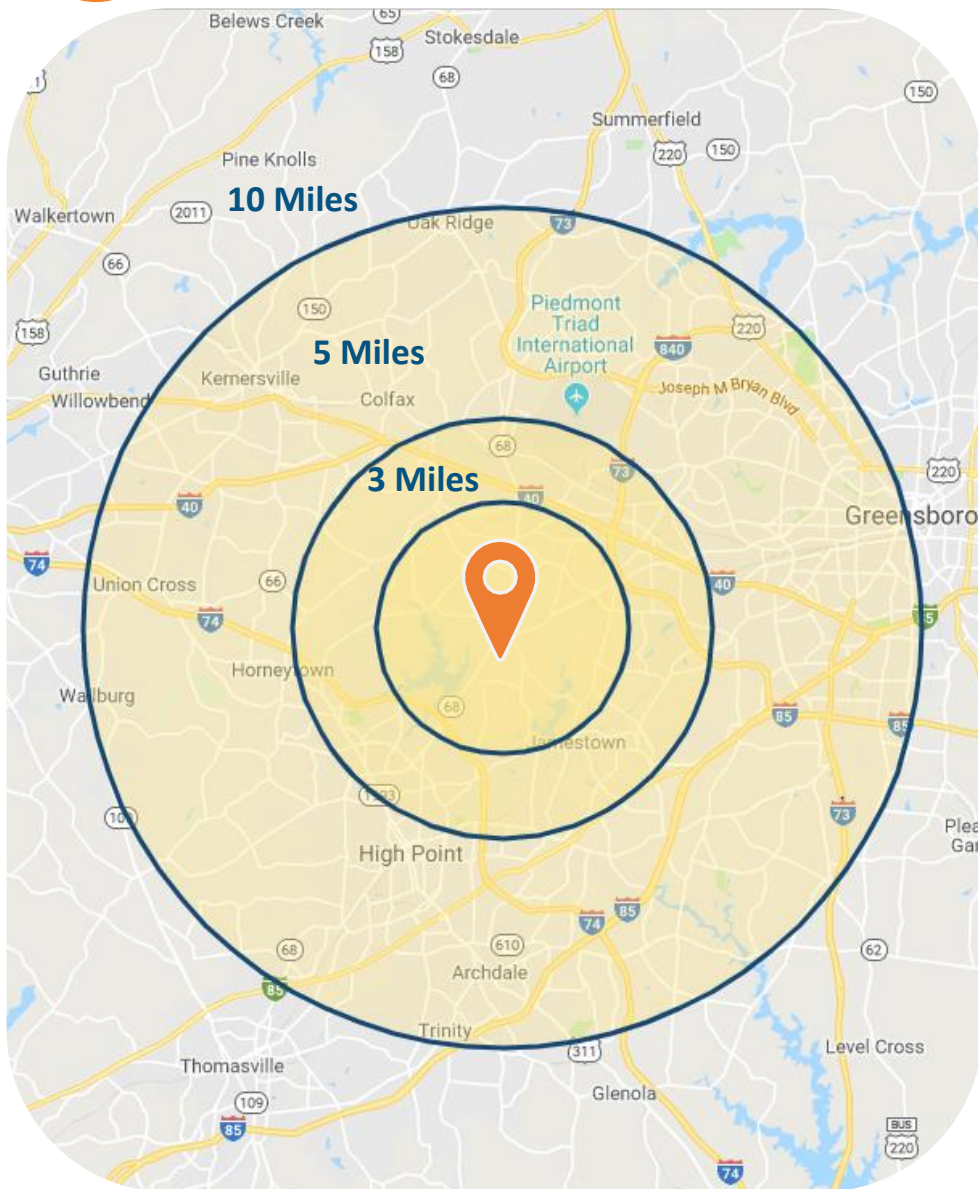 65
Belews Creek
Stokesdale
158
68
150
Summerfield
220
150
Pine Knolls
10 Miles
2011
Walkertown
Oak Ridge
73
66
Piedmont
Triad
International
Airport
150
158
220
840
5 Miles
Guthrie
Kernersville
Willowbend
Colfax
Joseph M Bryan Blvd
68
73
220
3 Miles
40
40
Greensboro
74
Union Cross
66
40
74
85
Horneytown
Wallburg
68
85
85
Jamestown
73
High Point
74
85
68
610
62
Archdale
85
Trinity
311
Level Cross
Thomasville
Glenola
109
85
BUS
220
74